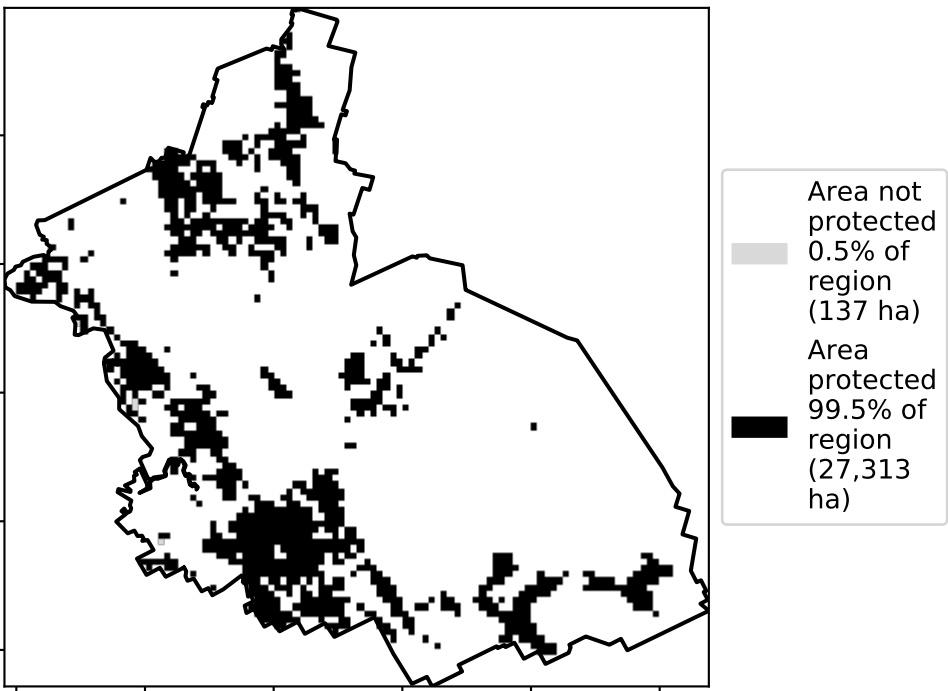 Area not
protected
0.5% of
region
(137 ha)
Area
protected
99.5% of
region
(27,313
ha)